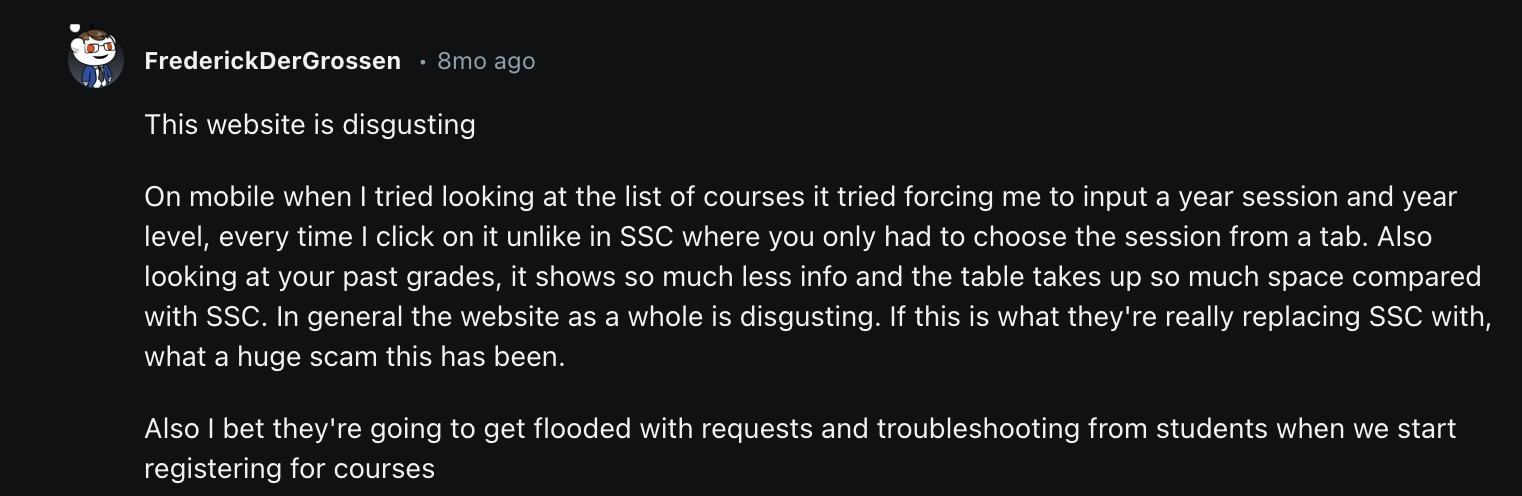 FrederickDerGrossen • 8mo ago
This website is disgusting
On mobile when I tried looking at the list of courses it tried forcing me to input a year session and year
level, every time I click on it unlike in SSC where you only had to choose the session from a tab. Also
looking at your past grades, it shows so much less info and the table takes up so much space compared
with SSC. In general the website as a whole is disgusting. If this is what they're really replacing SSC with,
what a huge scam this has been.
Also I bet they're going to get flooded with requests and troubleshooting from students when we start
registering for courses